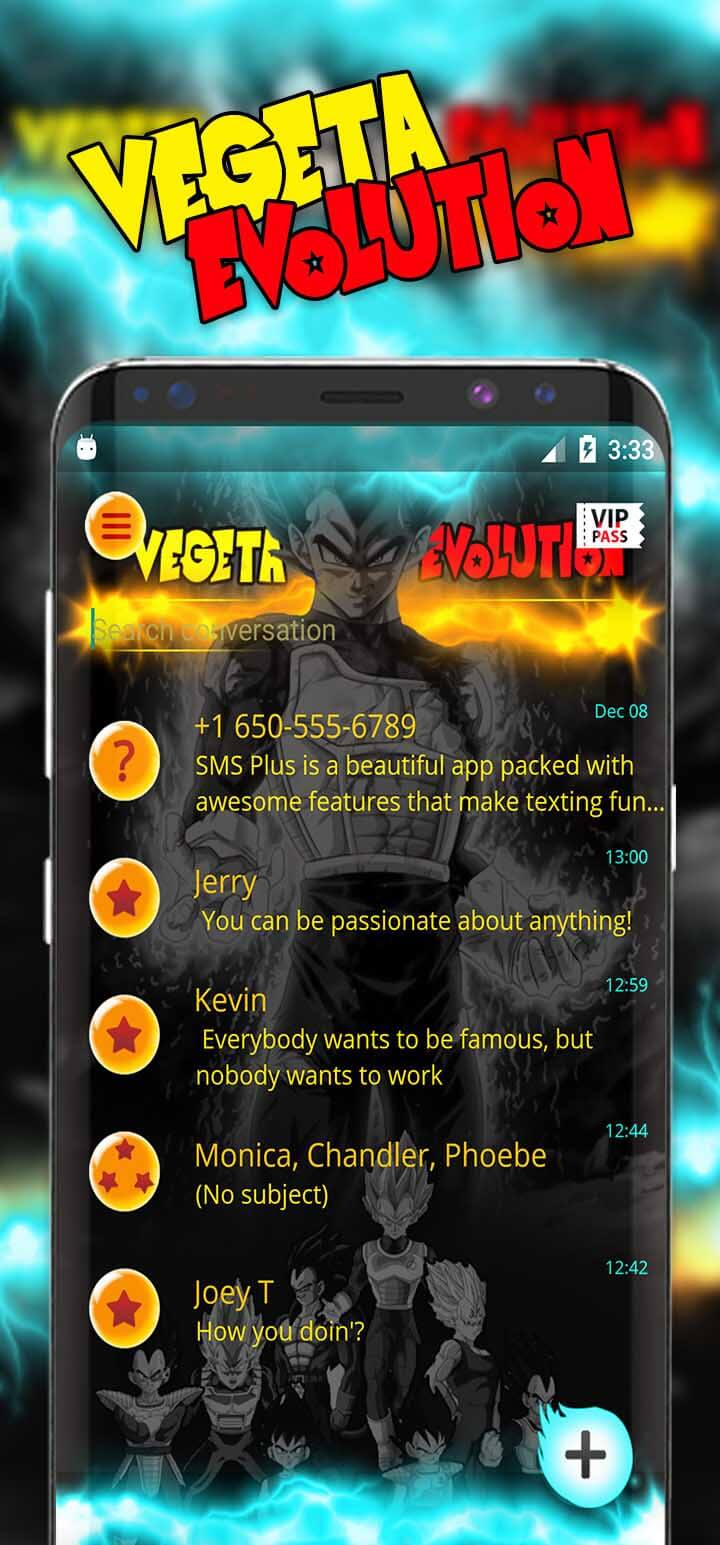 VEGETA
EVOLUTION
3:33
VEGETA EVOLUTION
VIP
PASS
Search conversation
+1 650-555-6789
Dec 08
SMS Plus is a beautiful app packed with
awesome features that make texting fun...
?
Jerry
13:00
You can be passionate about anything!
Kevin
12:59
Everybody wants to be famous, but
nobody wants to work
Monica, Chandler, Phoebe
12:44
(No subject)
Joey T
12:42
How you doin'?
+